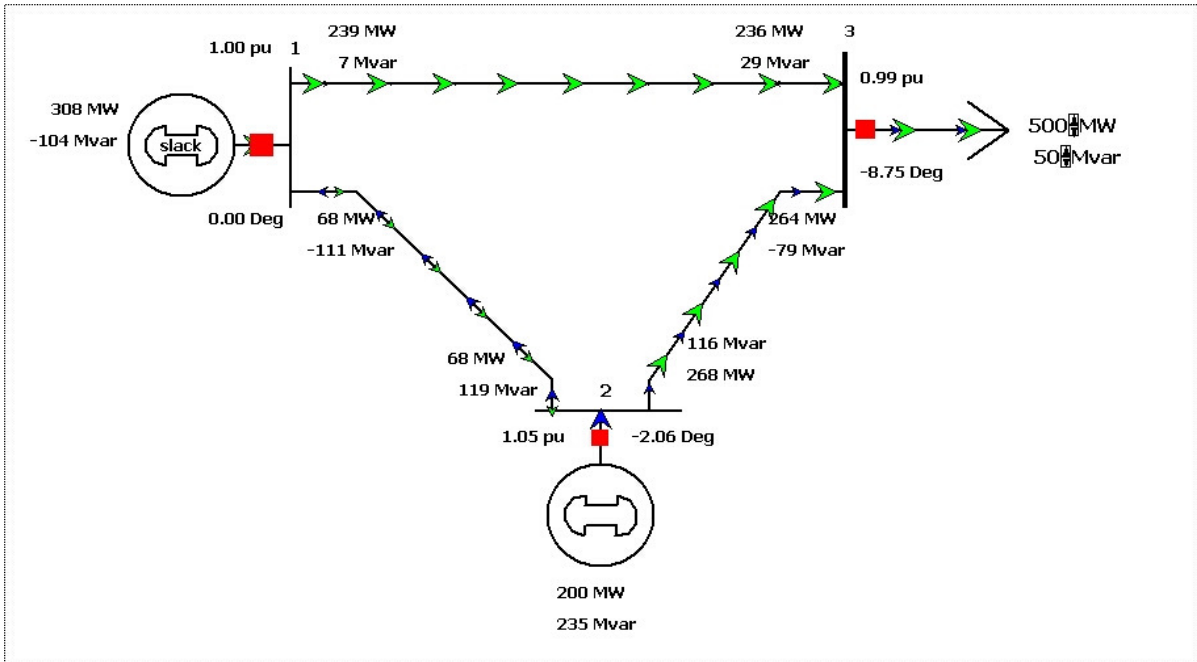 239 MW
7 Mvar
236 MW
29 Mvar
3
1.00 pu
1
0.99 pu
308 MW
-104 Mvar
slack
500 MW
50 Mvar
-8.75 Deg
0.00 Deg
68 MW
-111 Mvar
264 MW
-79 Mvar
68 MW
119 Mvar
116 Mvar
268 MW
2
1.05 pu
-2.06 Deg
200 MW
235 Mvar